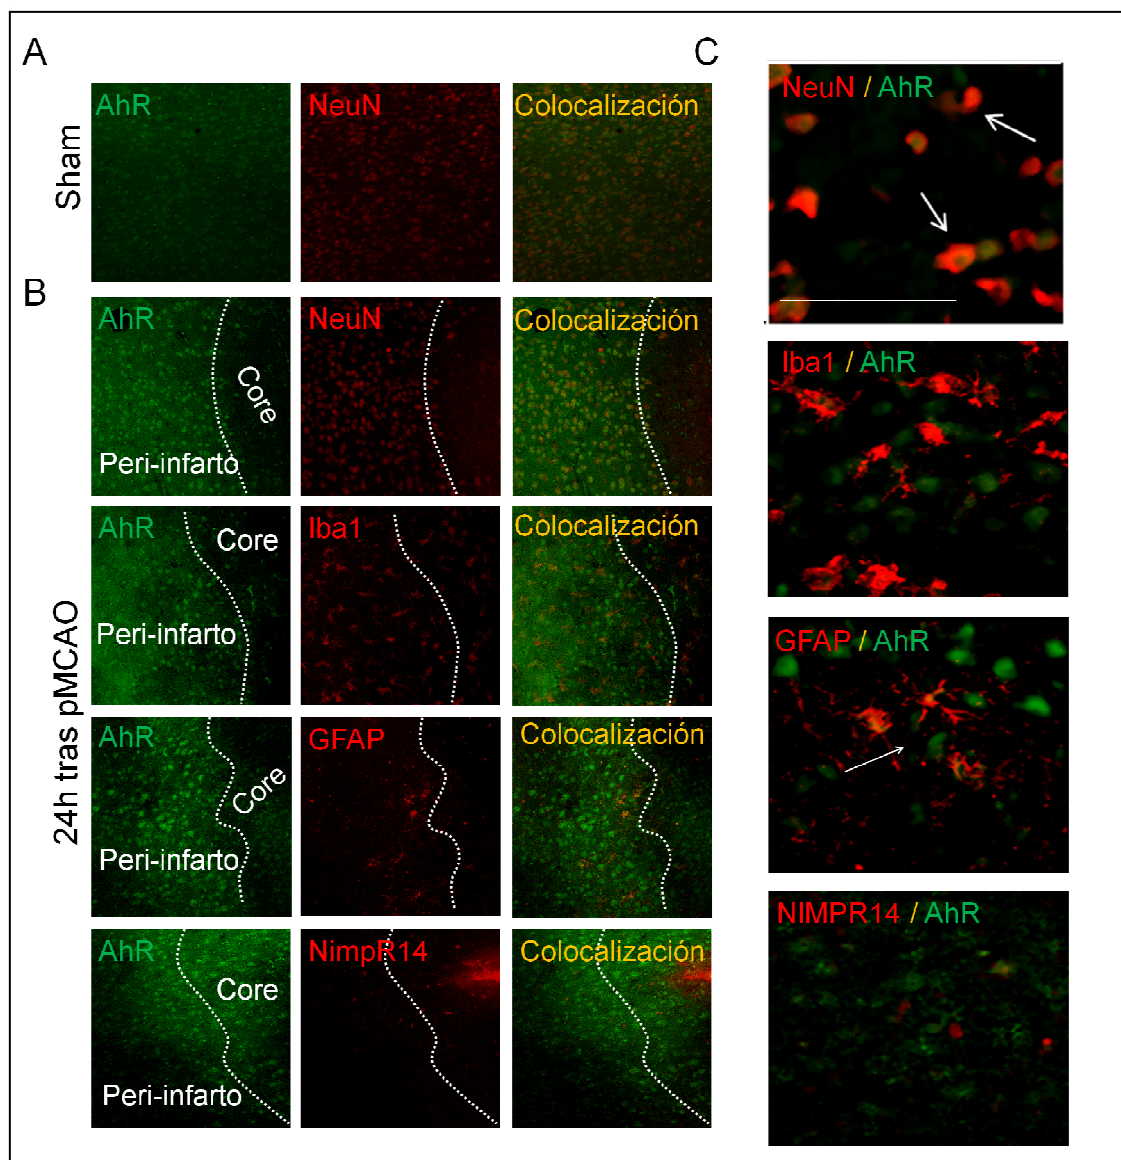 A
C
Sham
AhR
NeuN
Colocalización
B
24h tras pMCAO
AhR
Core
Peri-infarto
NeuN
Colocalización
AhR
Core
Peri-infarto
Iba1
Colocalización
AhR
Core
Peri-infarto
GFAP
Colocalización
AhR
Core
Peri-infarto
NimpR14
Colocalización
NeuN / AhR
Iba1 / AhR
GFAP / AhR
NIMPR14 / AhR